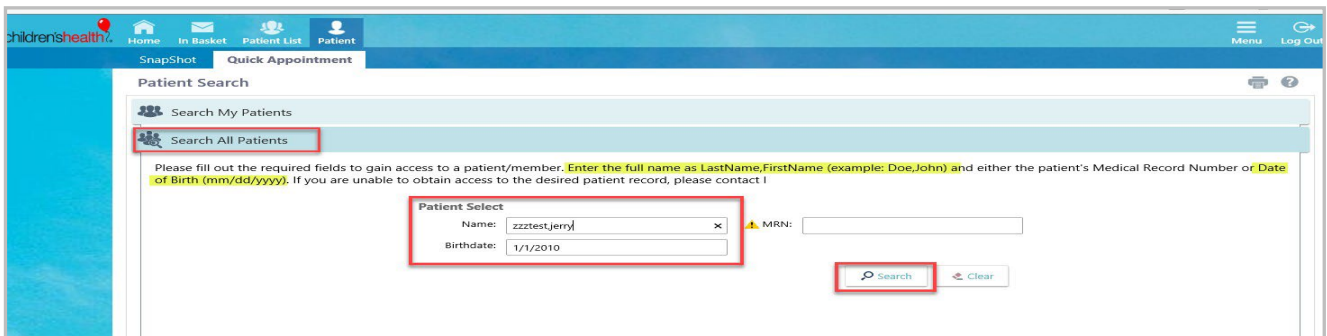 children'shealth
Home In Basket Patient List Patient Menu Log Out
SnapShot Quick Appointment
Patient Search
Search My Patients
Search All Patients
Please fill out the required fields to gain access to a patient/member. Enter the full name as LastName,FirstName (example: Doe,John) and either the patient's Medical Record Number or Date
of Birth (mm/dd/yyyy). If you are unable to obtain access to the desired patient record, please contact l
Patient Select
Name: zzztest,jerry MRN:
Birthdate: 1/1/2010
Search Clear